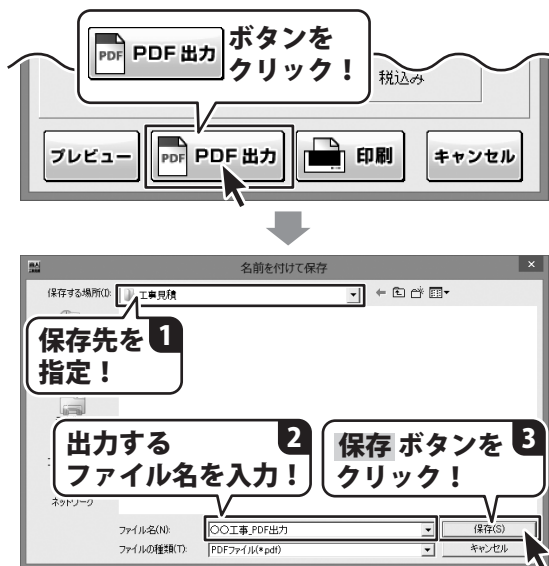 PDF PDF 出力 ボタンを
クリック！
税込み
プレビュー
PDF PDF 出力
印刷
キャンセル
名前を付けて保存
保存する場所(I):
工事見積
1
保存先を
指定！
2
出力する
ファイル名を入力！
3
保存 ボタンを
クリック！
ネットワーク
ファイル名(N):
〇〇工事_PDF出力
保存(S)
ファイルの種類(T):
PDFファイル(*.pdf)
キャンセル